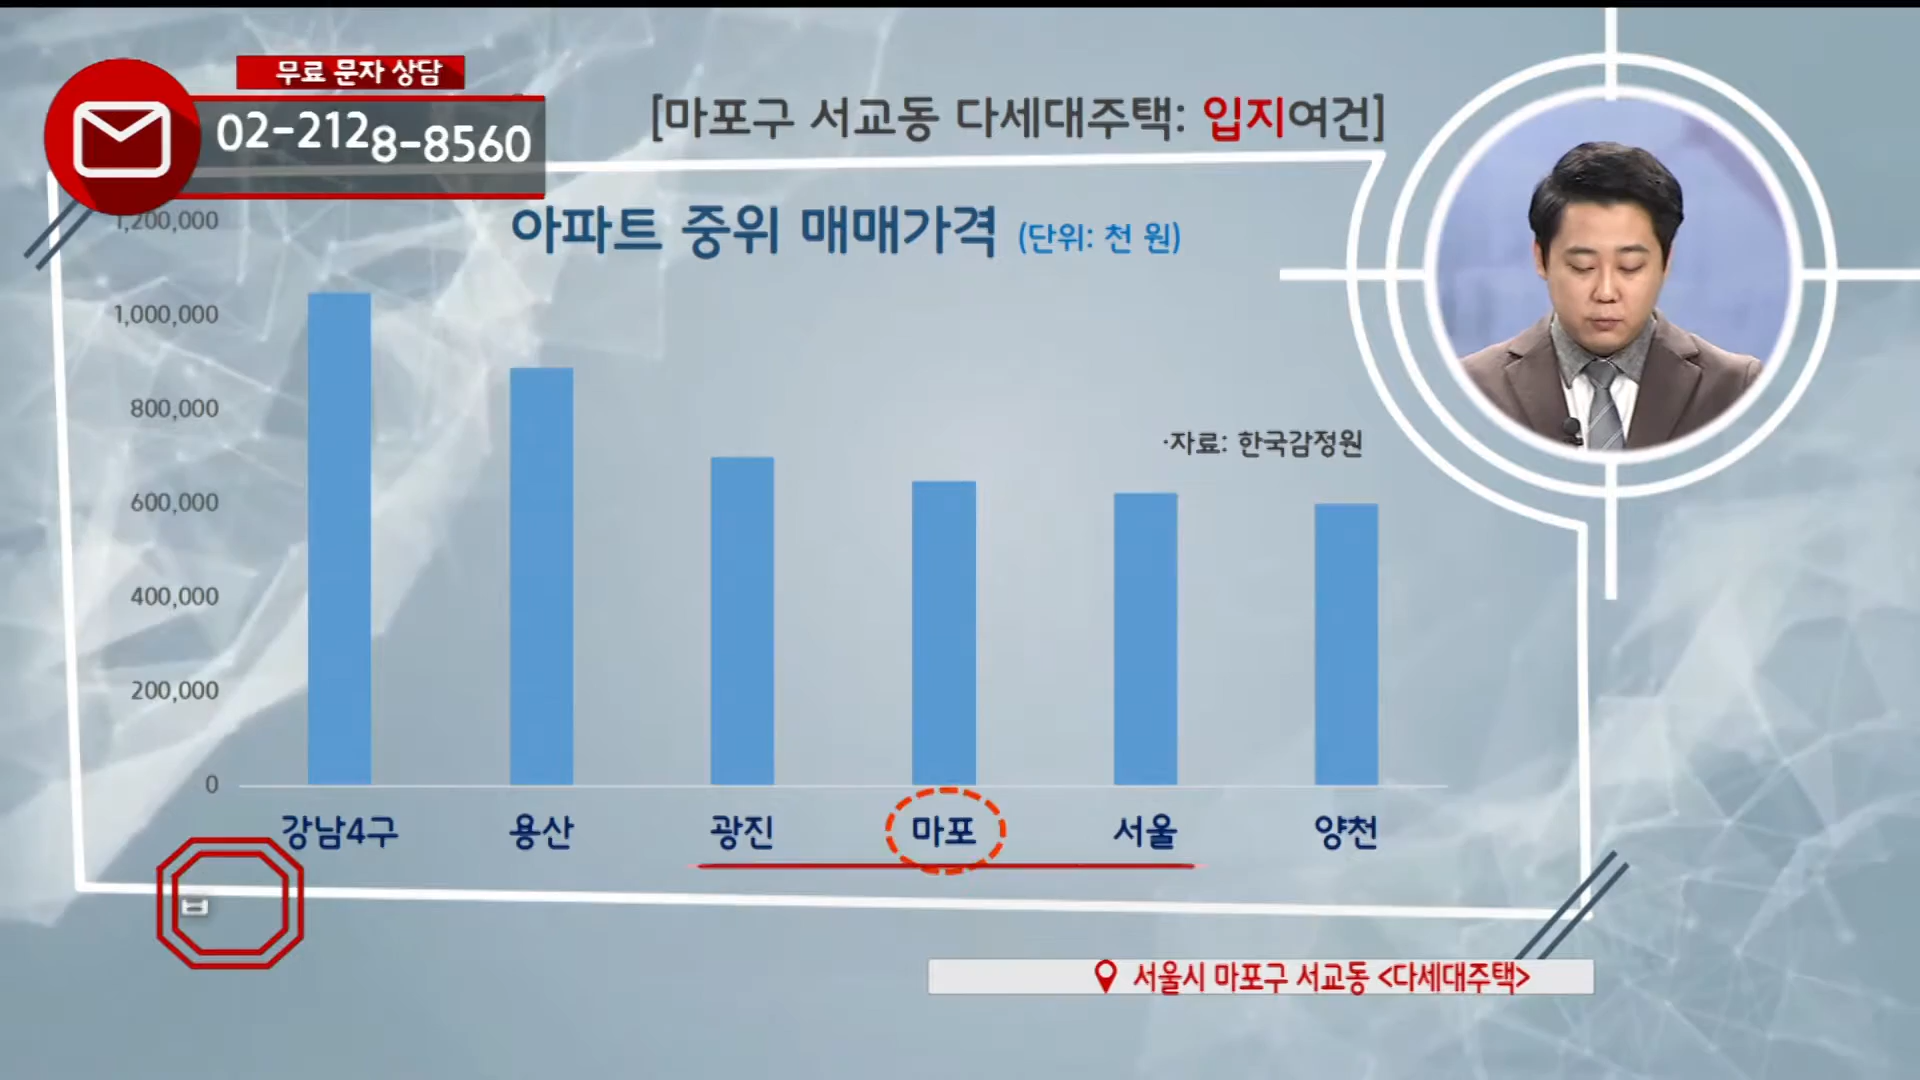 무료 문자 상담
02-2128-8560
[마포구 서교동 다세대주택: 입지여건]
아파트 중위 매매가격 (단위: 천 원)
1,200,000
1,000,000
800,000
600,000
400,000
200,000
0
·자료: 한국감정원
강남4구 용산 광진 마포 서울 양천
서울시 마포구 서교동 <다세대주택>